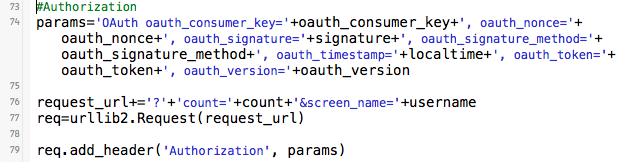 73 #Authorization
74 params='OAuth oauth_consumer_key='+oauth_consumer_key+', oauth_nonce='+
oauth_nonce+', oauth_signature='+signature+', oauth_signature_method='+
oauth_signature_method+', oauth_timestamp='+localtime+', oauth_token='+
oauth_token+', oauth_version='+oauth_version
75
76 request_url+='?'+'count='+count+'&screen_name='+username
77 req=urllib2.Request(request_url)
78
79 req.add_header('Authorization', params)